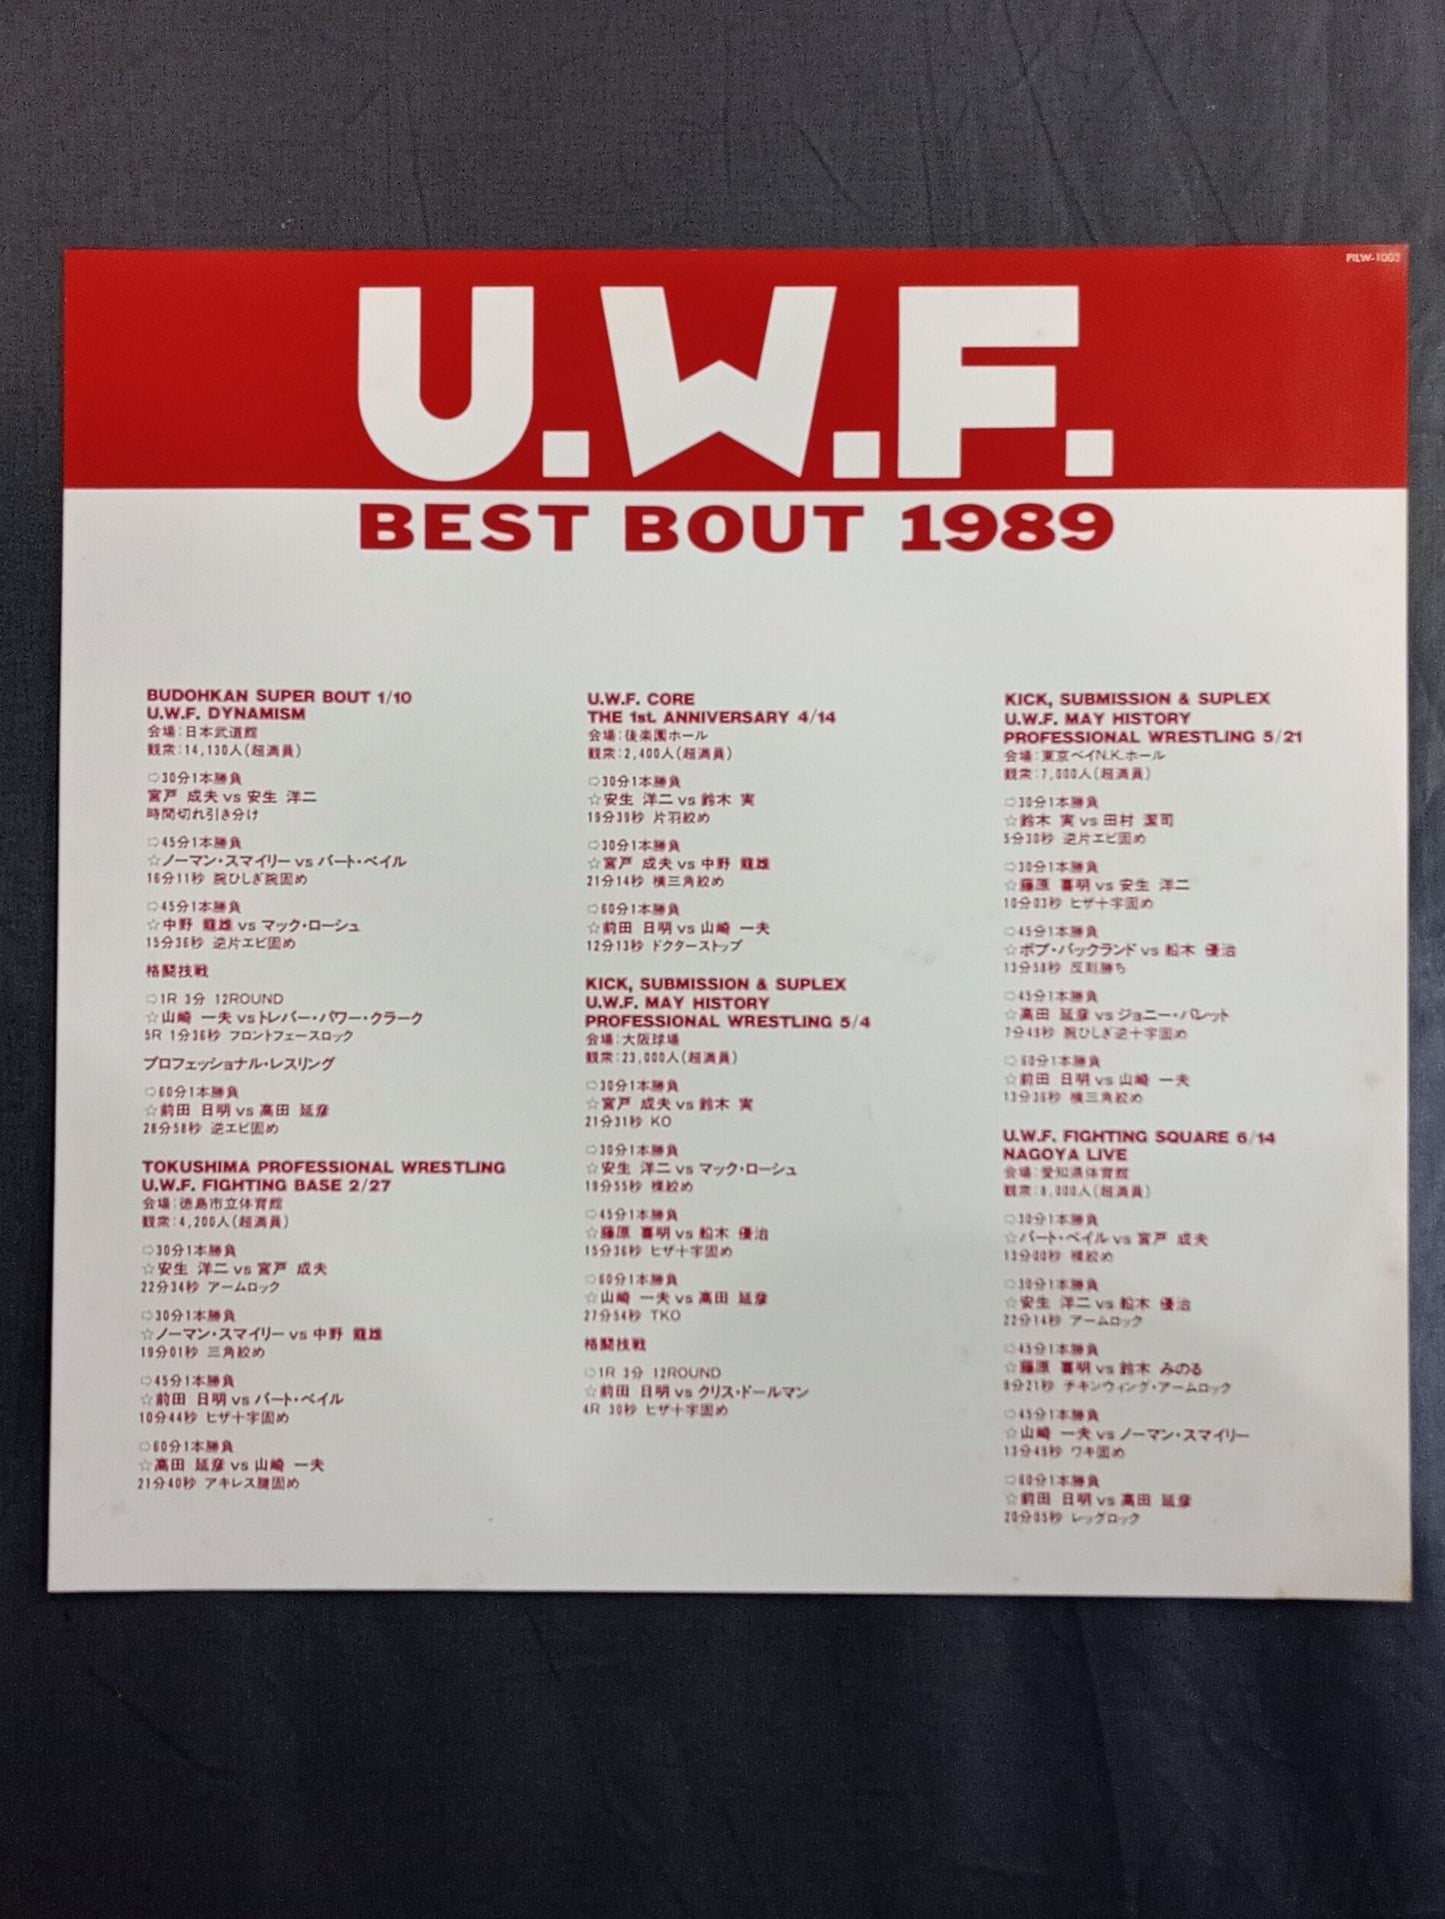 PILW-1003
U.W.F.
BEST BOUT 1989
BUDOHKAN SUPER BOUT 1/10
U.W.F. DYNAMISM
会場:日本武道館
観衆:14,130人(超満員)
⇨30分1本勝負
宮戸 成夫 vs 安生 洋二
時間切れ引き分け
⇨45分1本勝負
☆ノーマン・スマイリー vs バート・ベイル
16分11秒 腕ひしぎ腕固め
⇨45分1本勝負
☆中野 龍雄 vs マック・ローシュ
15分36秒 逆片エビ固め
格闘技戦
⇨1R 3分 12ROUND
☆山崎 一夫 vs トレバー・パワー・クラーク
5R 1分36秒 フロントフェースロック
プロフェッショナル・レスリング
⇨60分1本勝負
☆前田 日明 vs 高田 延彦
28分58秒 逆エビ固め
TOKUSHIMA PROFESSIONAL WRESTLING
U.W.F. FIGHTING BASE 2/27
会場:徳島市立体育館
観衆:4,200人(超満員)
⇨30分1本勝負
☆安生 洋二 vs 宮戸 成夫
22分34秒 アームロック
⇨30分1本勝負
☆ノーマン・スマイリー vs 中野 龍雄
19分01秒 三角絞め
⇨45分1本勝負
☆前田 日明 vs バート・ベイル
10分44秒 ヒザ十字固め
⇨60分1本勝負
☆高田 延彦 vs 山崎 一夫
21分40秒 アキレス腱固め
U.W.F. CORE
THE 1st. ANNIVERSARY 4/14
会場:後楽園ホール
観衆:2,400人(超満員)
⇨30分1本勝負
☆安生 洋二 vs 鈴木 実
19分39秒 片羽絞め
⇨30分1本勝負
☆宮戸 成夫 vs 中野 龍雄
21分14秒 横三角絞め
⇨60分1本勝負
☆前田 日明 vs 山崎 一夫
12分13秒 ドクターストップ
KICK, SUBMISSION & SUPLEX
U.W.F. MAY HISTORY
PROFESSIONAL WRESTLING 5/4
会場:大阪球場
観衆:23,000人(超満員)
⇨30分1本勝負
☆宮戸 成夫 vs 鈴木 実
21分31秒 KO
⇨30分1本勝負
☆安生 洋二 vs マック・ローシュ
19分55秒 裸絞め
⇨45分1本勝負
☆藤原 喜明 vs 船木 優治
15分36秒 ヒザ十字固め
⇨60分1本勝負
☆山崎 一夫 vs 高田 延彦
27分54秒 TKO
格闘技戦
⇨1R 3分 12ROUND
☆前田 日明 vs クリス・ドールマン
4R 30秒 ヒザ十字固め
KICK, SUBMISSION & SUPLEX
U.W.F. MAY HISTORY
PROFESSIONAL WRESTLING 5/21
会場:東京ベイN.K.ホール
観衆:7,000人(超満員)
⇨30分1本勝負
☆鈴木 実 vs 田村 潔司
5分30秒 逆片エビ固め
⇨30分1本勝負
☆藤原 喜明 vs 安生 洋二
10分03秒 ヒザ十字固め
⇨45分1本勝負
☆ボブ・バックランド vs 船木 優治
13分58秒 反則勝ち
⇨45分1本勝負
☆高田 延彦 vs ジョニー・バレット
7分49秒 腕ひしぎ逆十字固め
⇨60分1本勝負
☆前田 日明 vs 山崎 一夫
13分36秒 横三角絞め
U.W.F. FIGHTING SQUARE 6/14
NAGOYA LIVE
会場:愛知県体育館
観衆:8,000人(超満員)
⇨30分1本勝負
☆バート・ベイル vs 宮戸 成夫
13分00秒 裸絞め
⇨30分1本勝負
☆安生 洋二 vs 船木 優治
22分14秒 アームロック
⇨45分1本勝負
☆藤原 喜明 vs 鈴木 みのる
8分21秒 チキンウィング・アームロック
⇨45分1本勝負
☆山崎 一夫 vs ノーマン・スマイリー
13分49秒 ワキ固め
⇨60分1本勝負
☆前田 日明 vs 高田 延彦
20分05秒 レッグロック